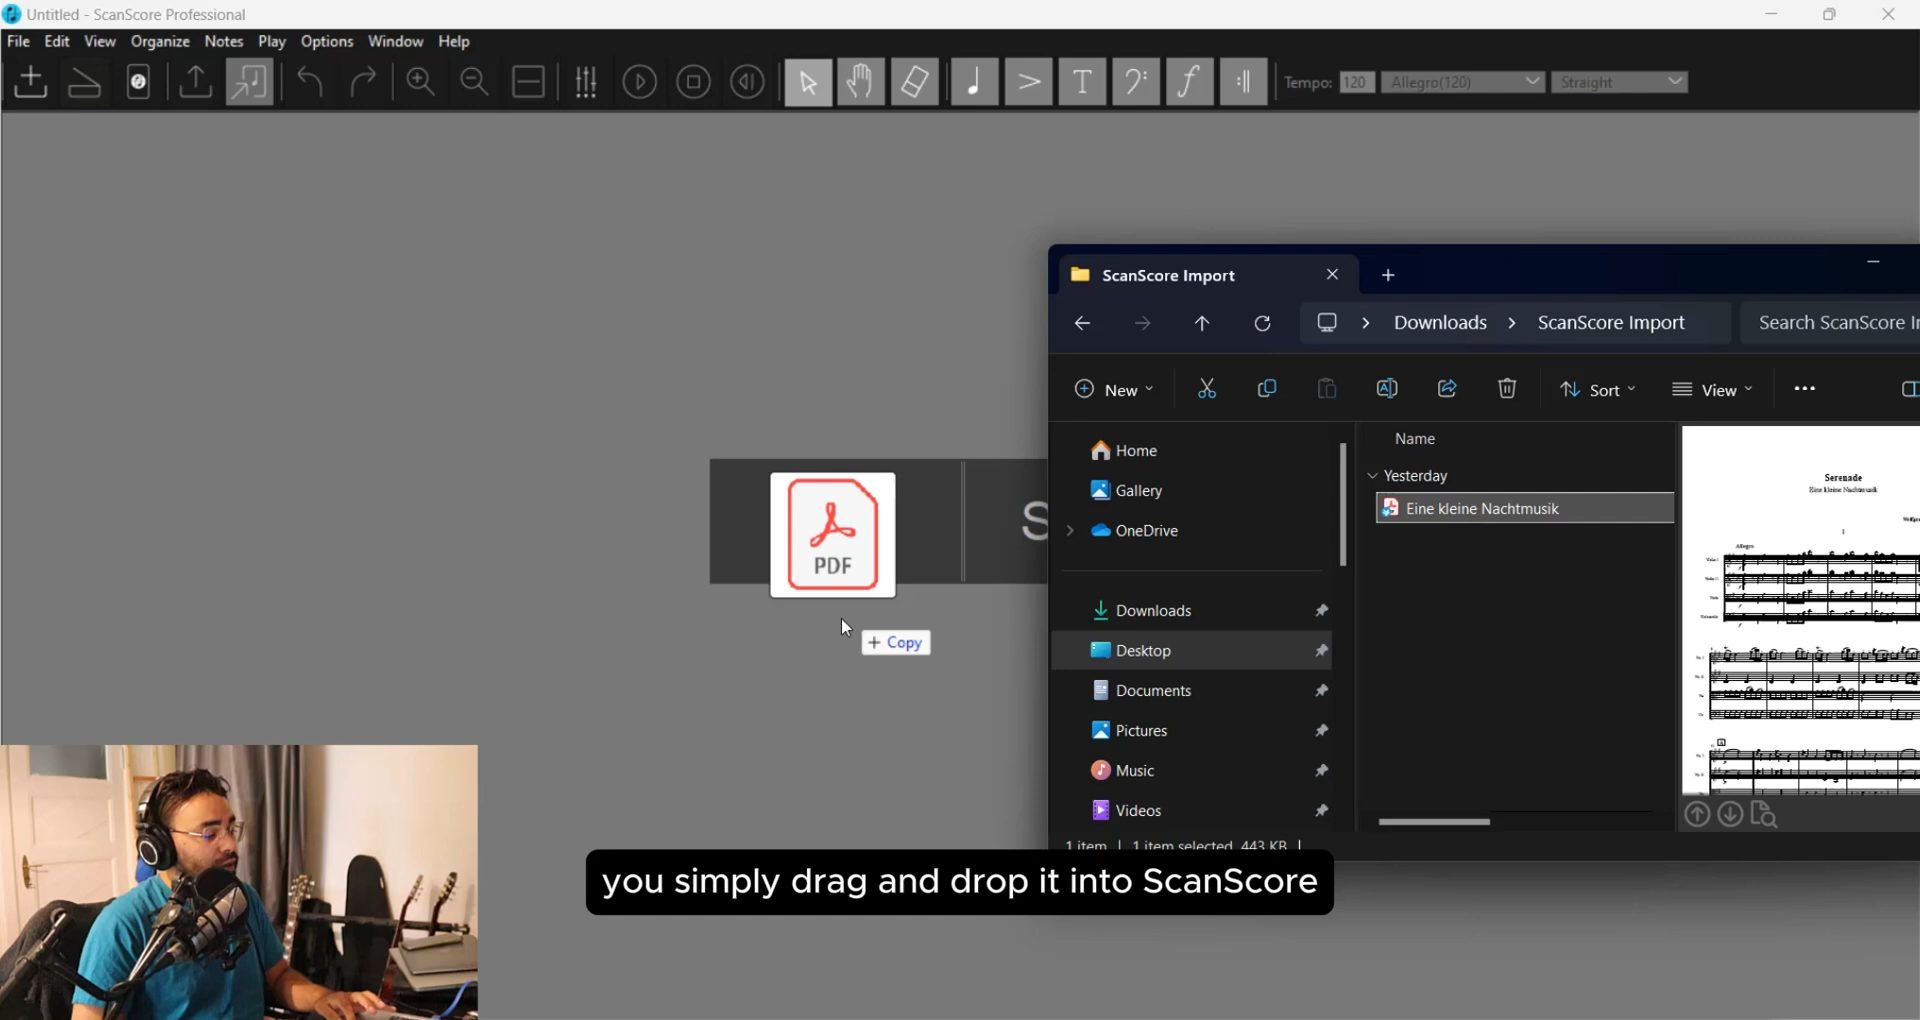 Untitled - ScanScore Professional
File Edit View Organize Notes Play Options Window Help
Tempo: 120 Allegro(120) Straight
ScanScore Import
Downloads > ScanScore Import
Search ScanScore I
New
Sort
View
Name
Home
Yesterday
Gallery
Eine kleine Nachtmusik
OneDrive
Serenade
Eine kleine Nachtmusik
Allegro
PDF
S
Downloads
+ Copy
Desktop
Documents
Pictures
Music
Videos
1 item | 1 item selected 443 KB |
you simply drag and drop it into ScanScore